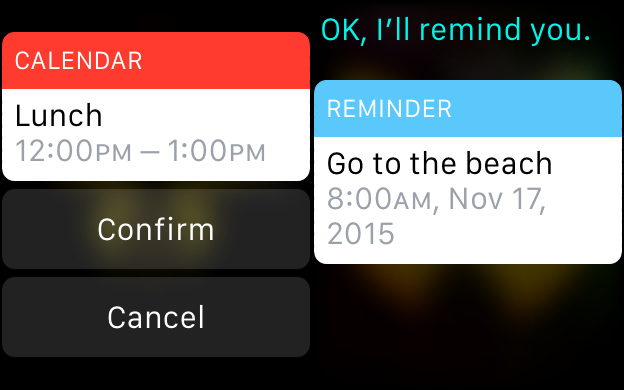 CALENDAR
Lunch
12:00PM – 1:00PM
Confirm
Cancel
OK, I’ll remind you.
REMINDER
Go to the beach
8:00AM, Nov 17,
2015